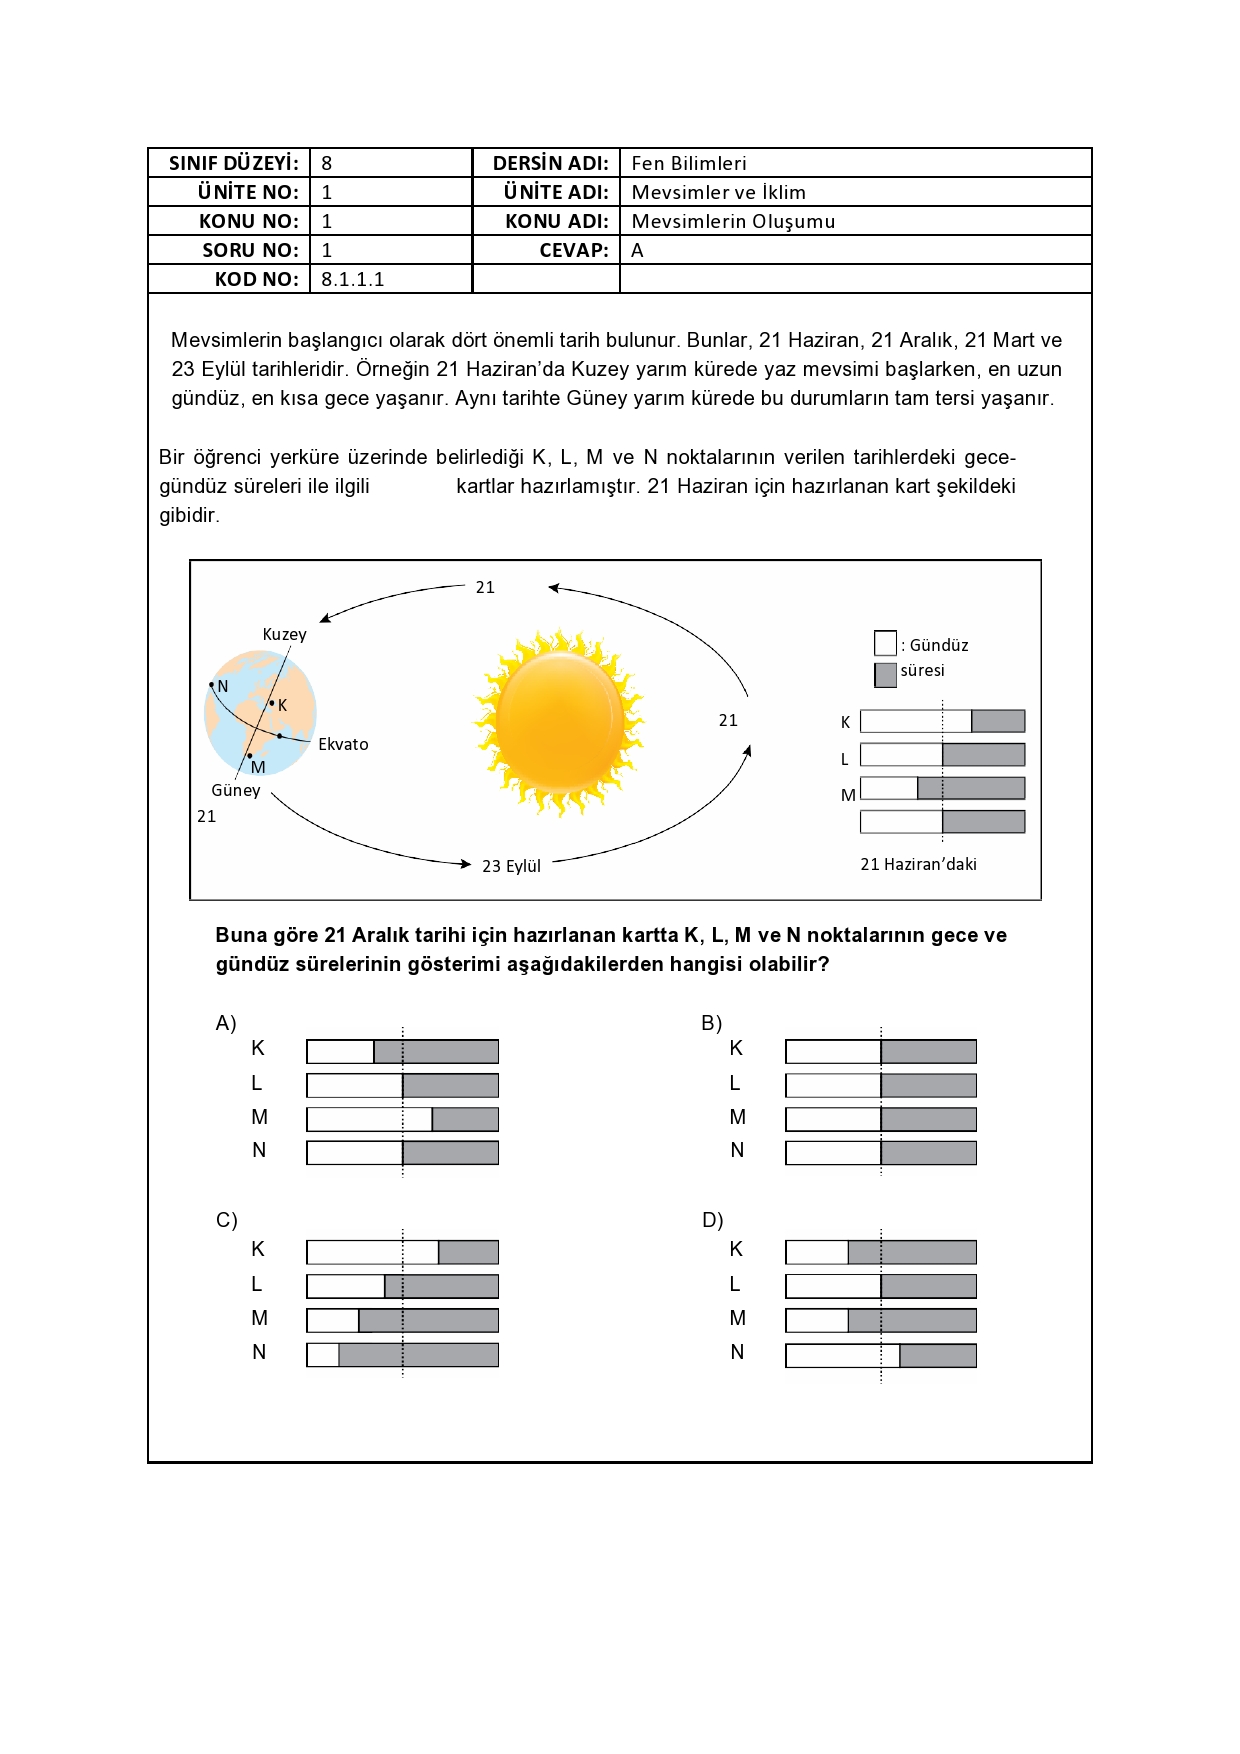 SINIF DÜZEYİ: 8 DERSİN ADI: Fen Bilimleri
ÜNİTE NO: 1 ÜNİTE ADI: Mevsimler ve İklim
KONU NO: 1 KONU ADI: Mevsimlerin Oluşumu
SORU NO: 1 CEVAP: A
KOD NO: 8.1.1.1
Mevsimlerin başlangıcı olarak dört önemli tarih bulunur. Bunlar, 21 Haziran, 21 Aralık, 21 Mart ve
23 Eylül tarihleridir. Örneğin 21 Haziran’da Kuzey yarım kürede yaz mevsimi başlarken, en uzun
gündüz, en kısa gece yaşanır. Aynı tarihte Güney yarım kürede bu durumların tam tersi yaşanır.
Bir öğrenci yerküre üzerinde belirlediği K, L, M ve N noktalarının verilen tarihlerdeki gece-
gündüz süreleri ile ilgili kartlar hazırlamıştır. 21 Haziran için hazırlanan kart şekildeki
gibidir.
21
Kuzey
N
K
Ekvato
M
Güney
21
23 Eylül
21
: Gündüz
süresi
K
L
M
21 Haziran’daki
Buna göre 21 Aralık tarihi için hazırlanan kartta K, L, M ve N noktalarının gece ve
gündüz sürelerinin gösterimi aşağıdakilerden hangisi olabilir?
A)
K
L
M
N
B)
K
L
M
N
C)
K
L
M
N
D)
K
L
M
N